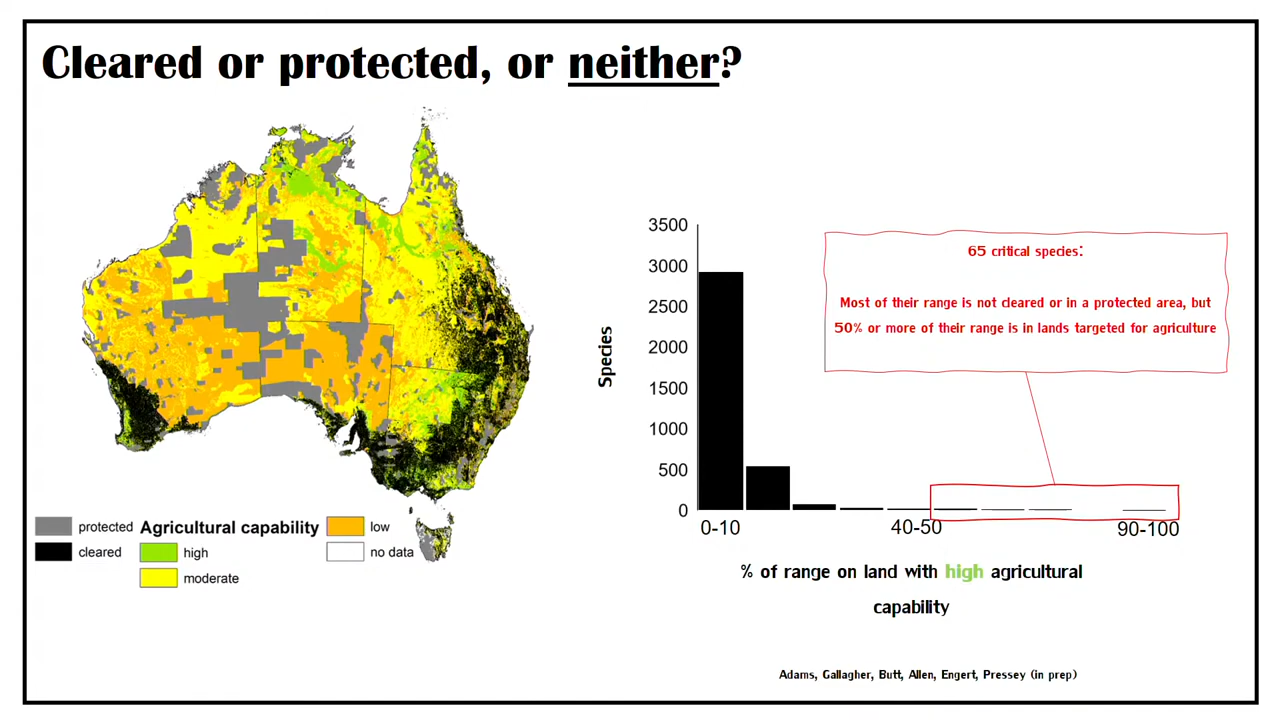 Cleared or protected, or neither?
protected
cleared
Agricultural capability
high
moderate
low
no data
Species
3500
3000
2500
2000
1500
1000
500
0
0-10
40-50
90-100
% of range on land with high agricultural
capability
65 critical species:
Most of their range is not cleared or in a protected area, but
50% or more of their range is in lands targeted for agriculture
Adams, Gallagher, Butt, Allen, Engert, Pressey (in prep)